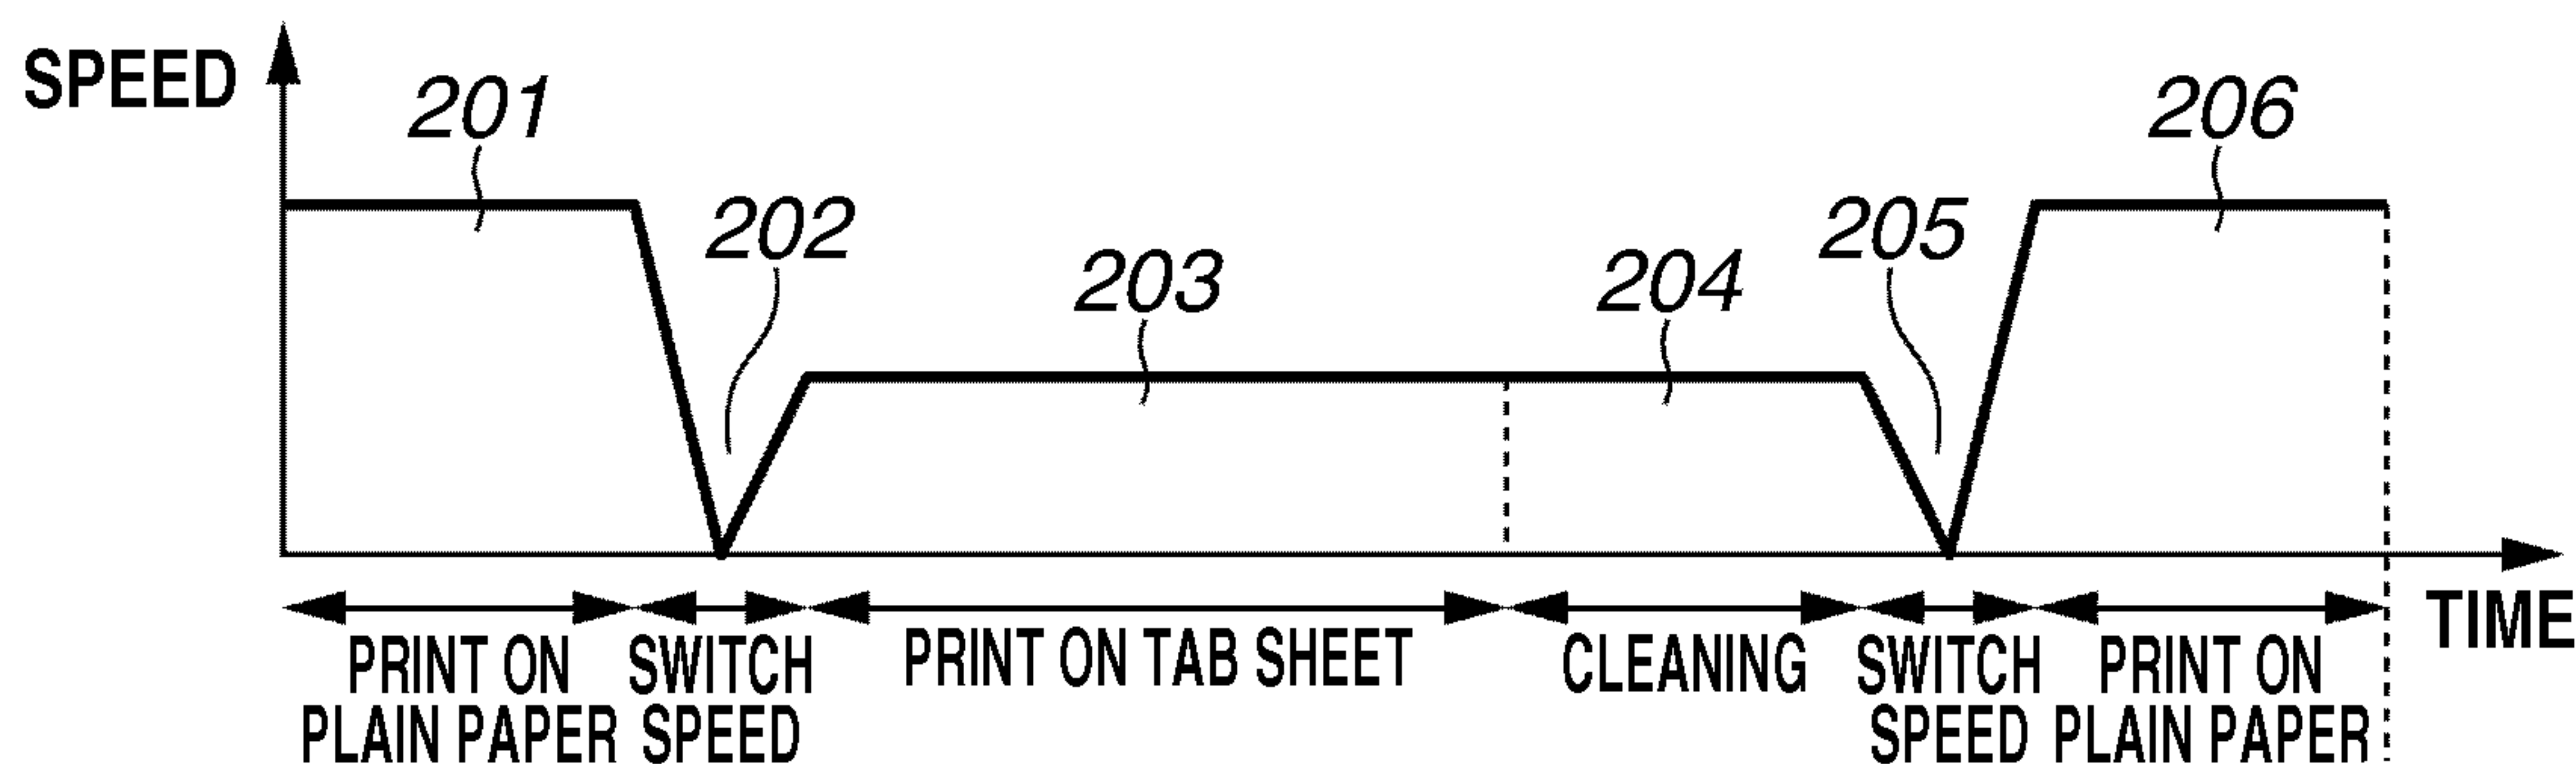 SPEED
201
202
203
204
205
206
TIME
PRINT ON
PLAIN PAPER
SWITCH
SPEED
PRINT ON TAB SHEET
CLEANING
SWITCH
SPEED
PRINT ON
PLAIN PAPER